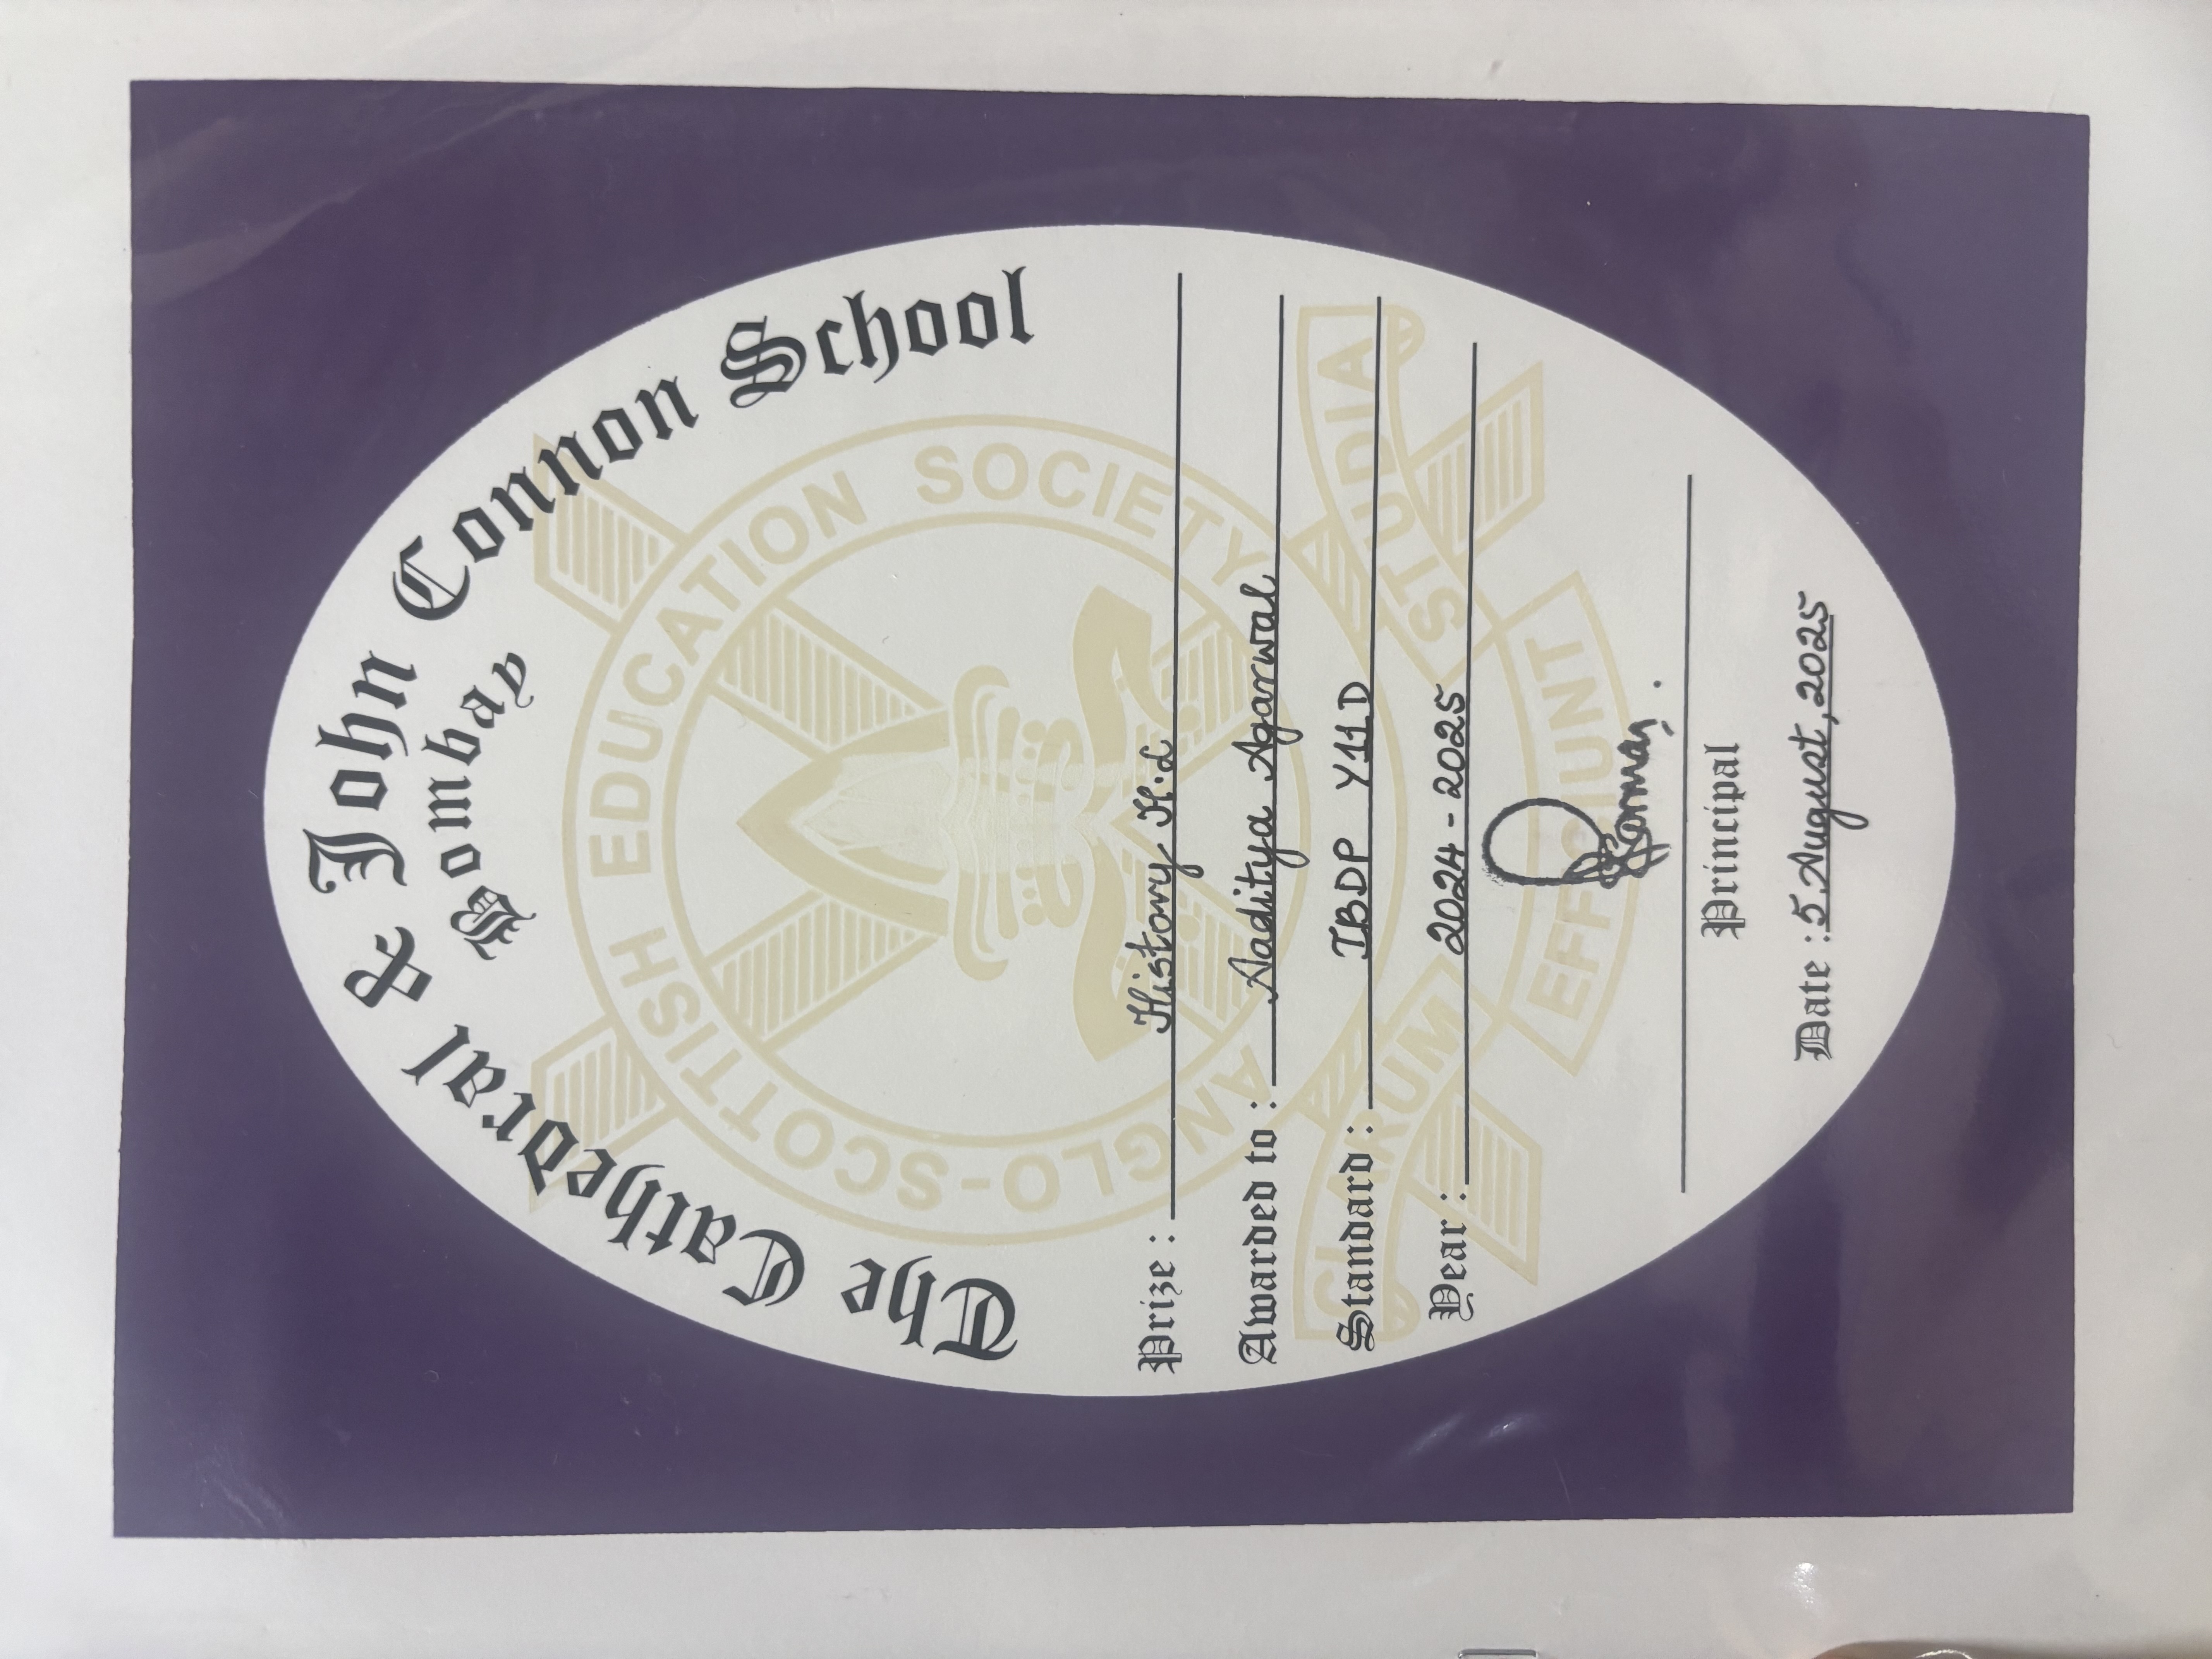 The Cathedral & John Connon School
Bombay
ANGLO-SCOTTISH EDUCATION SOCIETY
Prize : History H.L
Awarded to : Aaditya Agarwal
Standard : IBDP Y11D
Year : 2024 - 2025
CLARORUM EFFICIUNT STUDIA
Principal
Date : 5 August, 2025